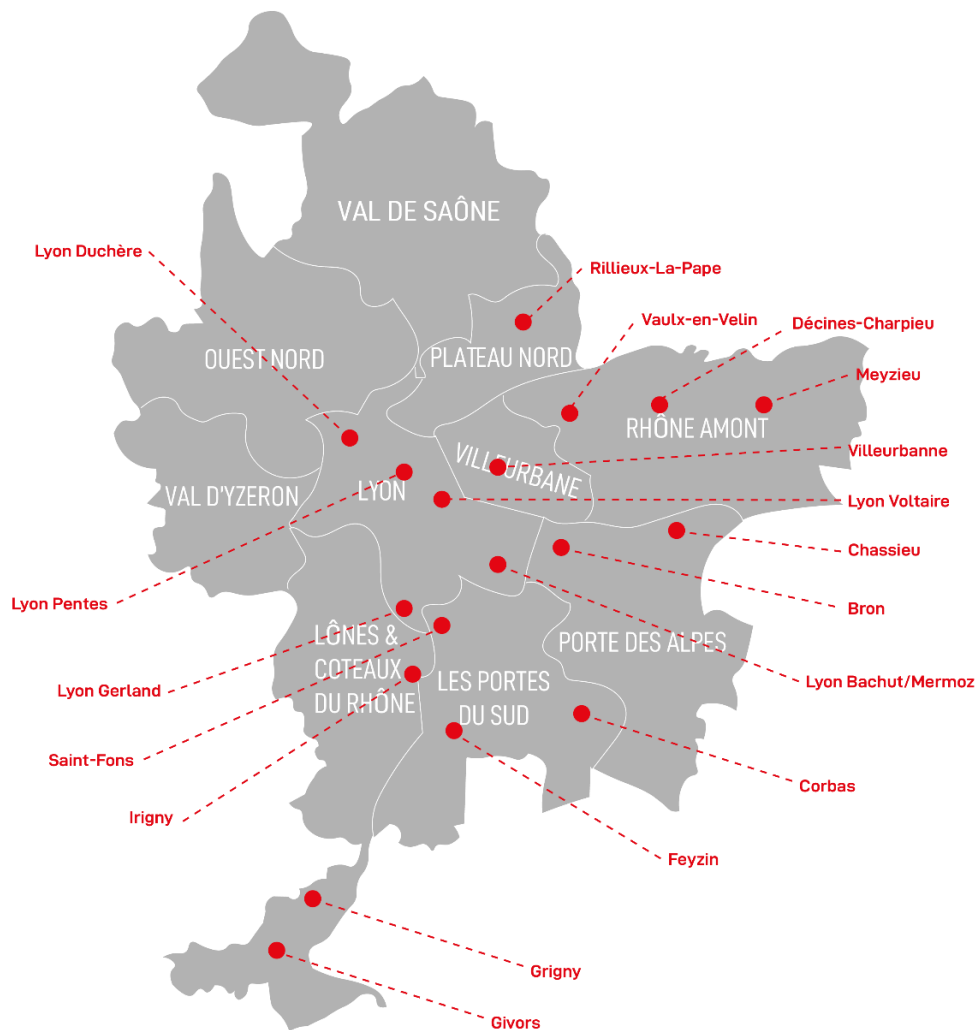 VAL DE SAÔNE
Lyon Duchère
Rillieux-La-Pape
Vaulx-en-Velin
Décines-Charpieu
OUEST NORD
PLATEAU NORD
Meyzieu
RHÔNE AMONT
Villeurbanne
VILLEURBANE
VAL D'YZERON
LYON
Lyon Voltaire
Chassieu
Lyon Pentes
Bron
LÔNES &
COTEAUX
DU RHÔNE
PORTE DES ALPES
LES PORTES
DU SUD
Lyon Gerland
Lyon Bachut/Mermoz
Saint-Fons
Corbas
Irigny
Feyzin
Grigny
Givors